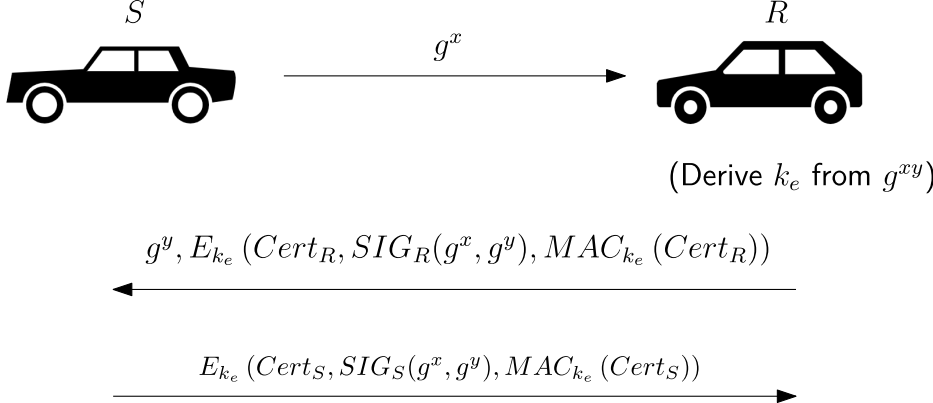 S R
g^x
(Derive k_e from g^{xy})
g^y, E_{k_e} (Cert_R, SIG_R(g^x, g^y), MAC_{k_e} (Cert_R))
E_{k_e} (Cert_S, SIG_S(g^x, g^y), MAC_{k_e} (Cert_S))